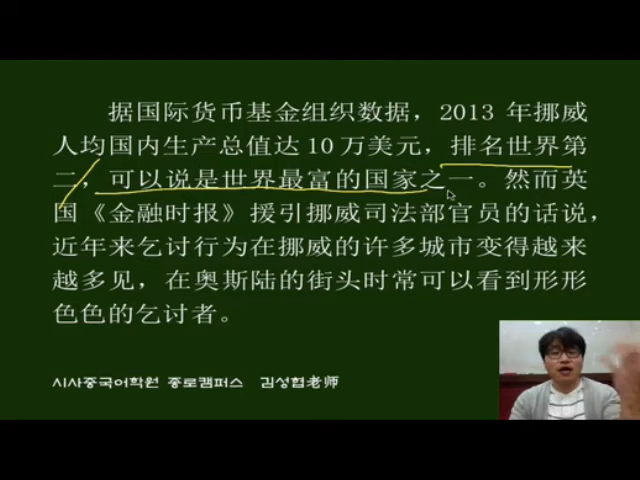 据国际货币基金组织数据，2013 年挪威
人均国内生产总值达 10 万美元，排名世界第
二，可以说是世界最富的国家之一。然而英
国《金融时报》援引挪威司法部官员的话说，
近年来乞讨行为在挪威的许多城市变得越来
越多见，在奥斯陆的街头时常可以看到形形
色色的乞讨者。
시사중국어학원 종로캠퍼스 김성협老师